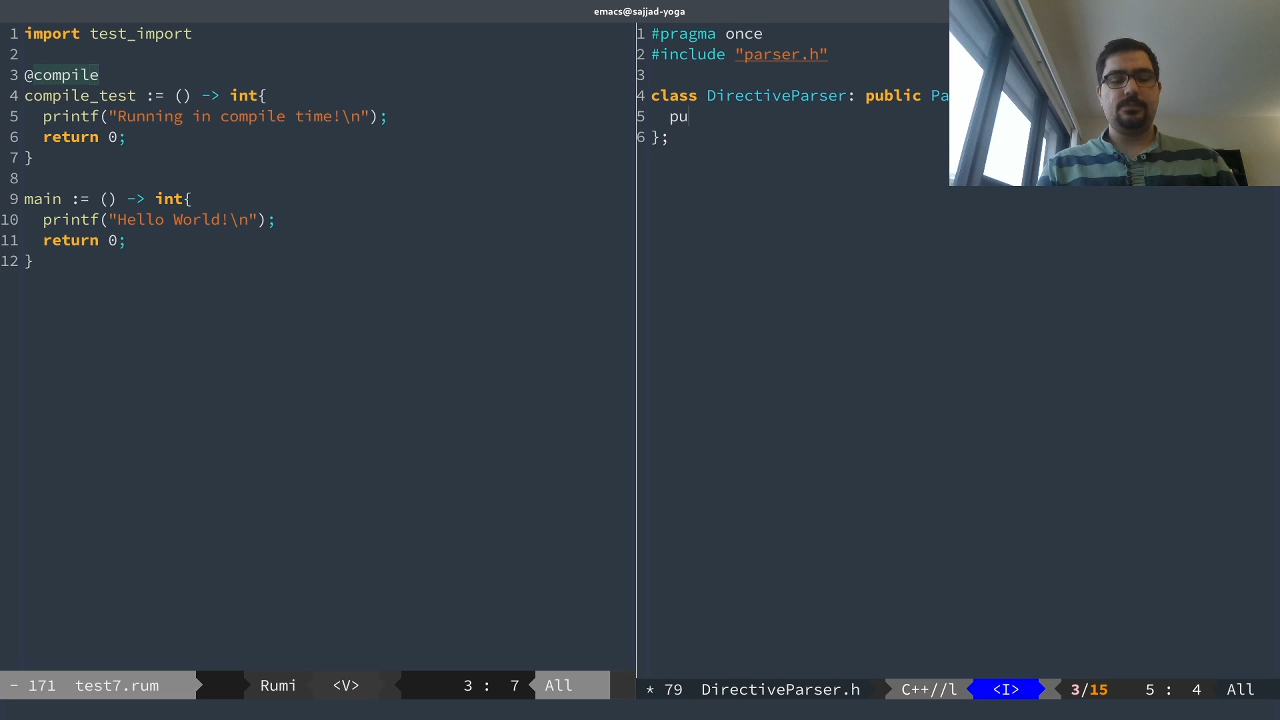 emacs@sajjad-yoga
1 import test_import
2
3 @compile
4 compile_test := () -> int{
5 printf("Running in compile time!\n");
6 return 0;
7 }
8
9 main := () -> int{
10 printf("Hello World!\n");
11 return 0;
12 }
- 171 test7.rum Rumi <V> 3 : 7 All
1 #pragma once
2 #include "parser.h"
3
4 class DirectiveParser: public Pa
5 pu
6 };
* 79 DirectiveParser.h C++//l <I> 3/15 5 : 4 All